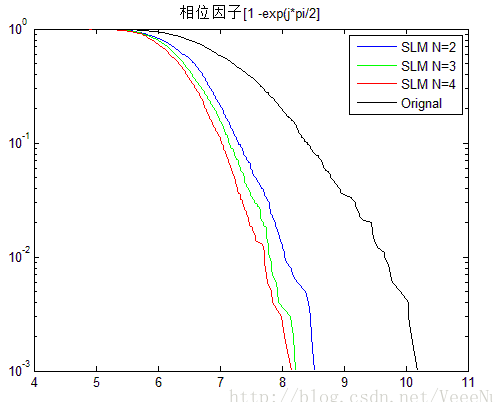 相位因子[1 -exp(j*pi/2]
10^0
SLM N=2
SLM N=3
SLM N=4
Orignal
10^-1
10^-2
10^-3
4 5 6 7 8 9 10 11
http://blog.csdn.net/VeeeNu